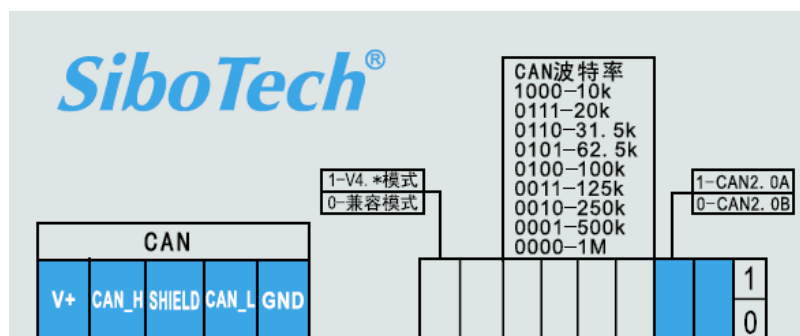 SiboTech®
CAN波特率
1000-10k
0111-20k
0110-31.5k
0101-62.5k
0100-100k
0011-125k
0010-250k
0001-500k
0000-1M
1-V4.*模式
0-兼容模式
1-CAN2.0A
0-CAN2.0B
CAN
V+ CAN_H SHIELD CAN_L GND
1
0